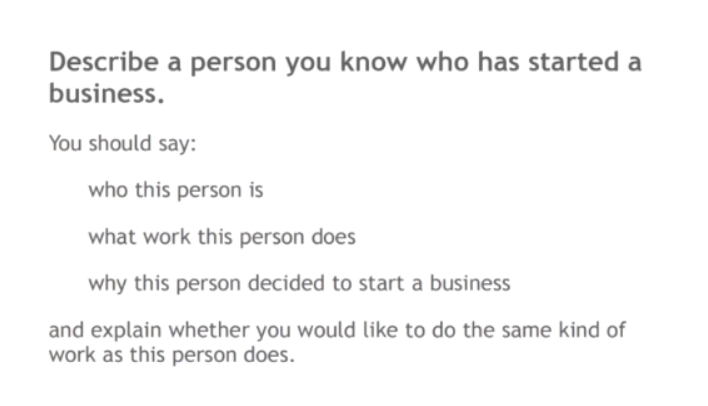 Describe a person you know who has started a
business.
You should say:
who this person is
what work this person does
why this person decided to start a business
and explain whether you would like to do the same kind of
work as this person does.